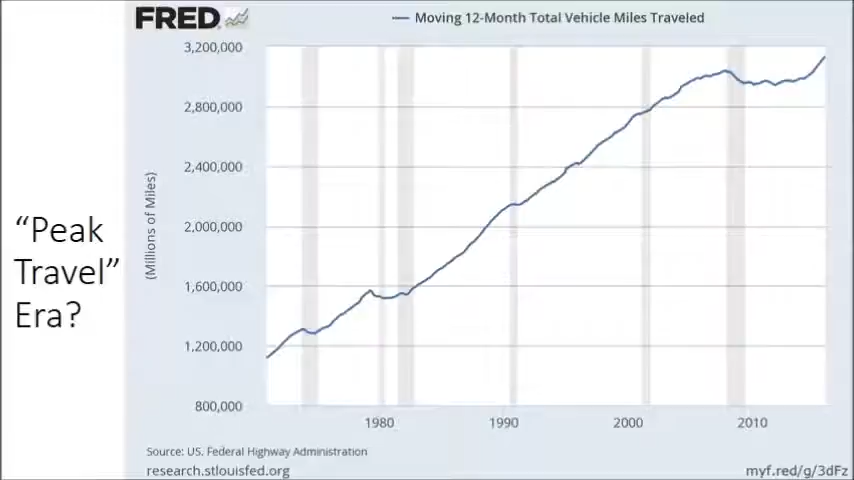 FRED
Moving 12-Month Total Vehicle Miles Traveled
3,200,000
2,800,000
2,400,000
2,000,000
1,600,000
1,200,000
800,000
(Millions of Miles)
“Peak
Travel”
Era?
1980
1990
2000
2010
Source: US. Federal Highway Administration
research.stlouisfed.org
myf.red/g/3dFz